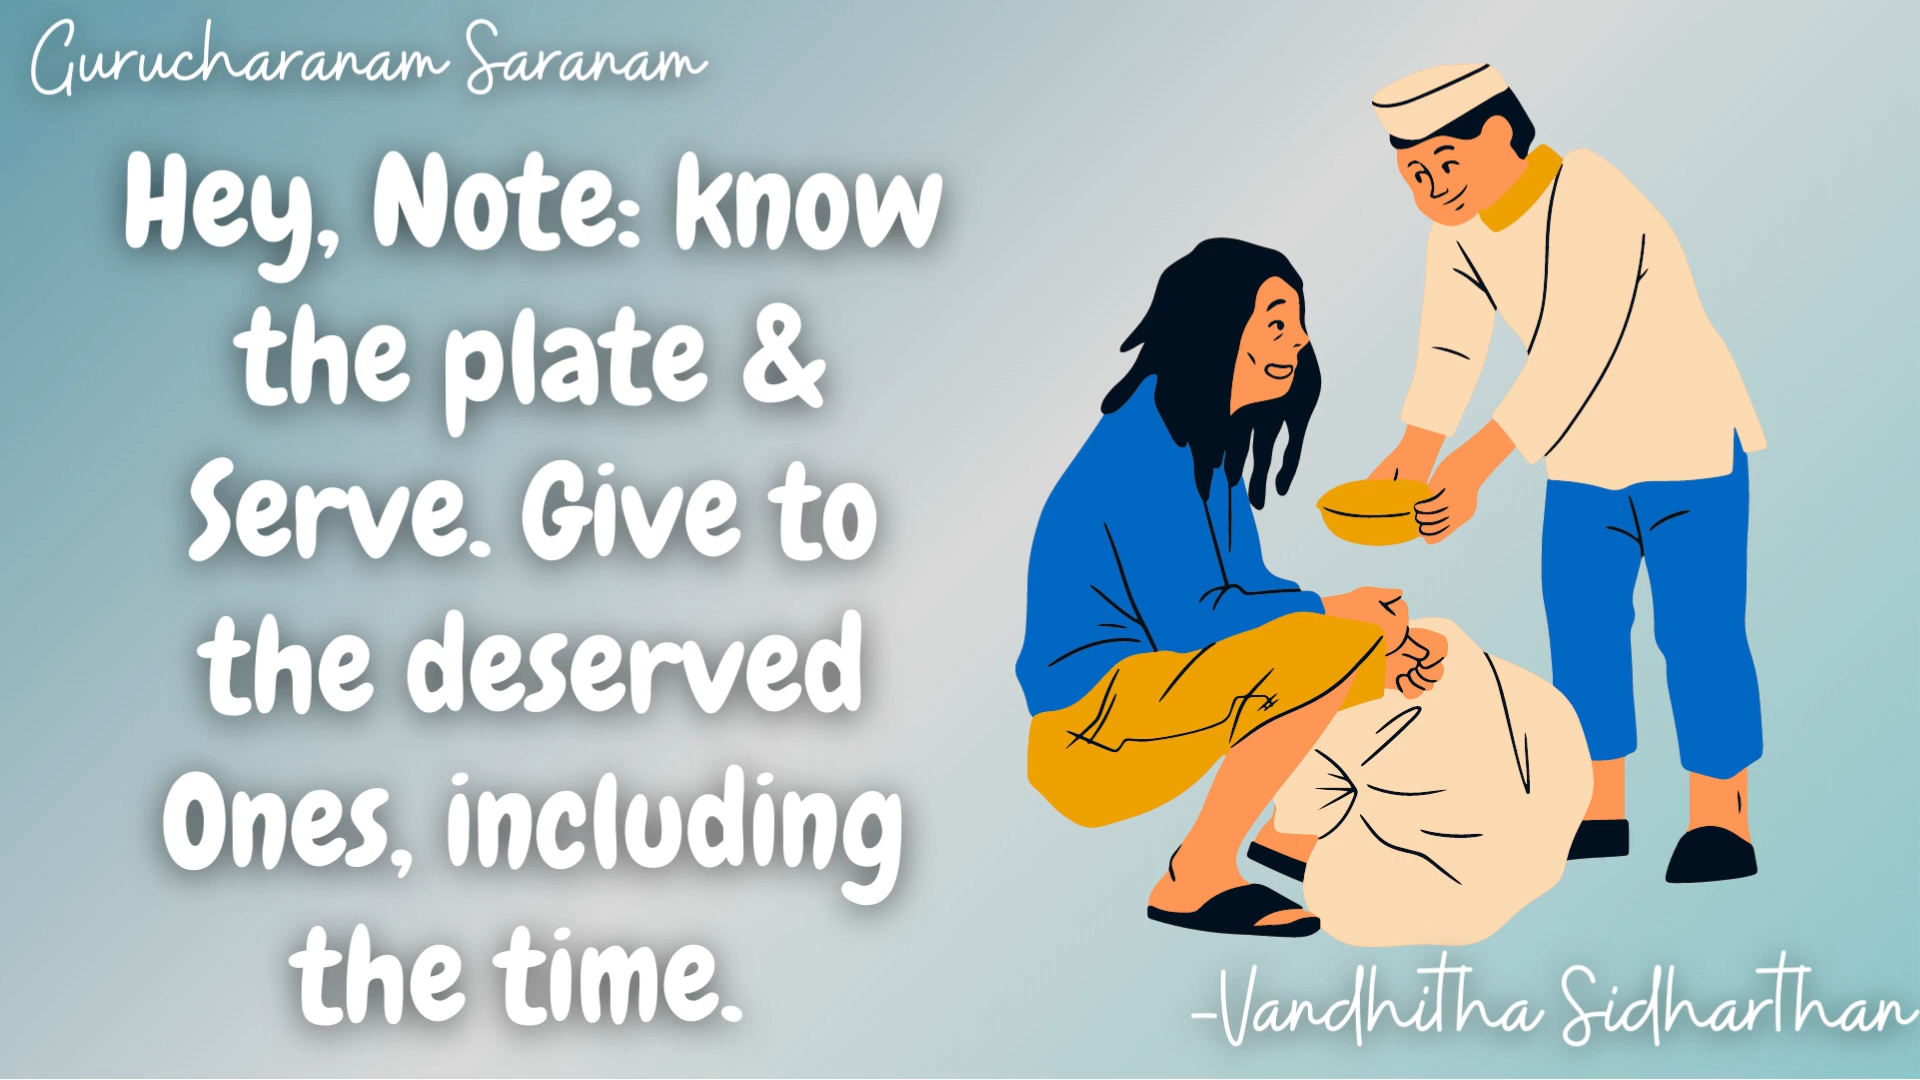 Gurucharanam Saranam
Hey, Note: know
the plate &
Serve. Give to
the deserved
Ones, including
the time.
-Vandhitha Sidharthan